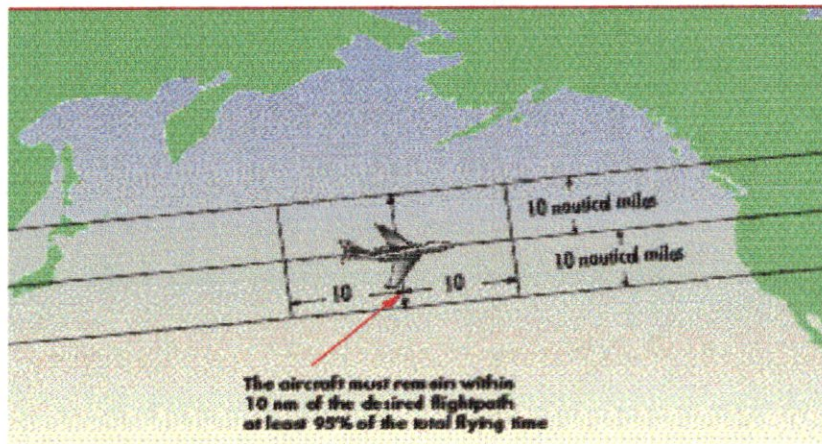 10 nautical miles
10 nautical miles
10 10
The aircraft must remain within
10 nm of the desired flightpath
at least 95% of the total flying time